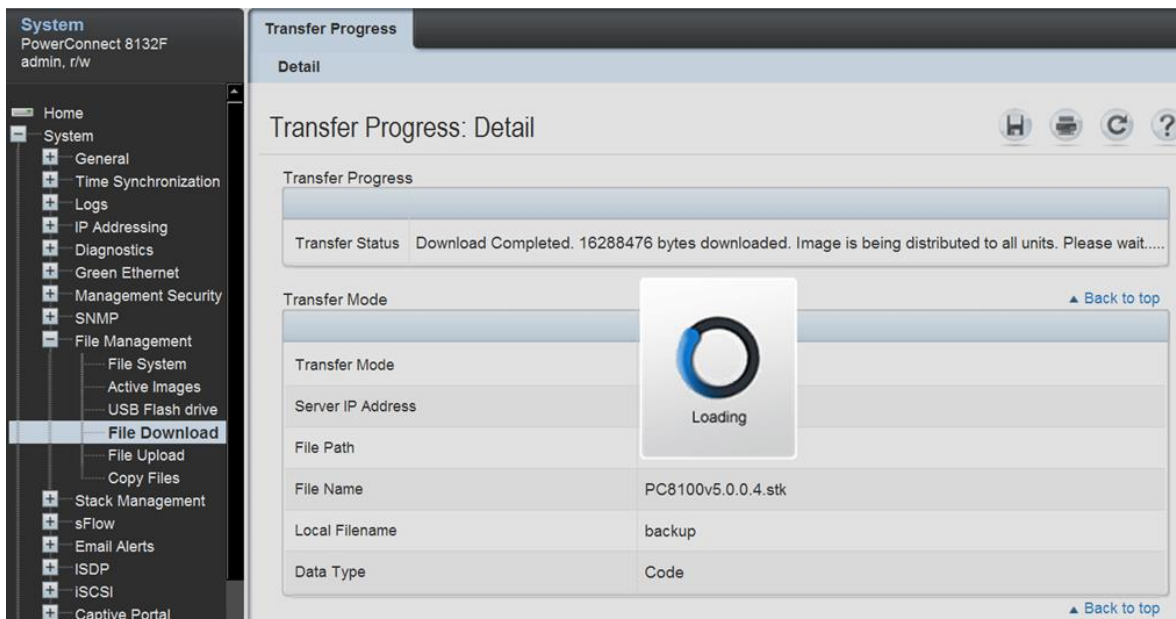 System
PowerConnect 8132F
admin, r/w
Home
System
General
Time Synchronization
Logs
IP Addressing
Diagnostics
Green Ethernet
Management Security
SNMP
File Management
File System
Active Images
USB Flash drive
File Download
File Upload
Copy Files
Stack Management
sFlow
Email Alerts
ISDP
iSCSI
Captive Portal
Transfer Progress
Detail
Transfer Progress: Detail
?
Transfer Progress
Transfer Status Download Completed. 16288476 bytes downloaded. Image is being distributed to all units. Please wait.....
Transfer Mode ▲ Back to top
Transfer Mode
Server IP Address
Loading
File Path
File Name PC8100v5.0.0.4.stk
Local Filename backup
Data Type Code
▲ Back to top